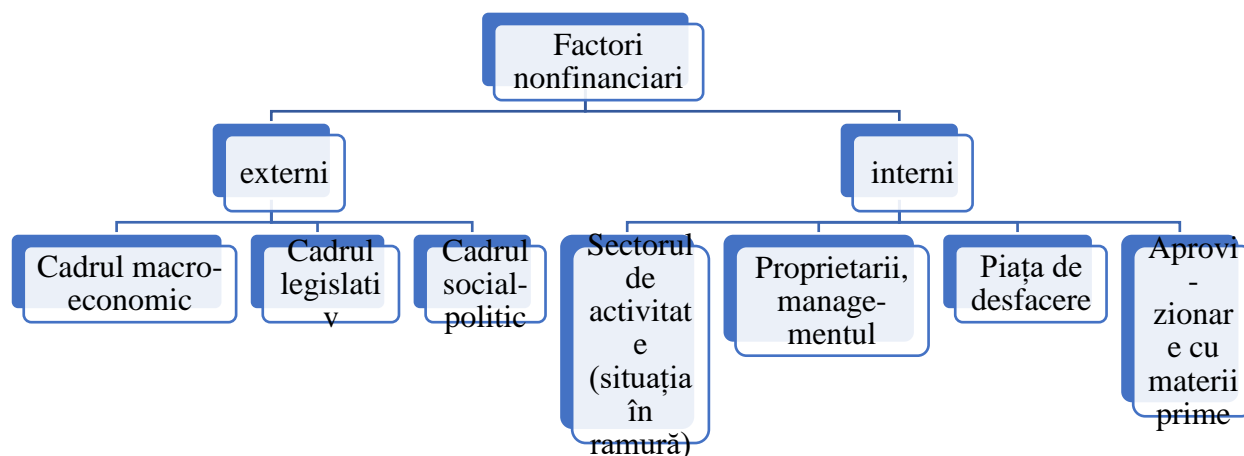 Factori
nonfinanciari
externi
interni
Cadrul macro-
economic
Cadrul
legislati
v
Cadrul
social-
politic
Sectorul
de
activitat
e
(situația
în
ramură)
Proprietarii,
manage-
mentul
Piața de
desfacere
Aprovi
-
zionar
e cu
materii
prime